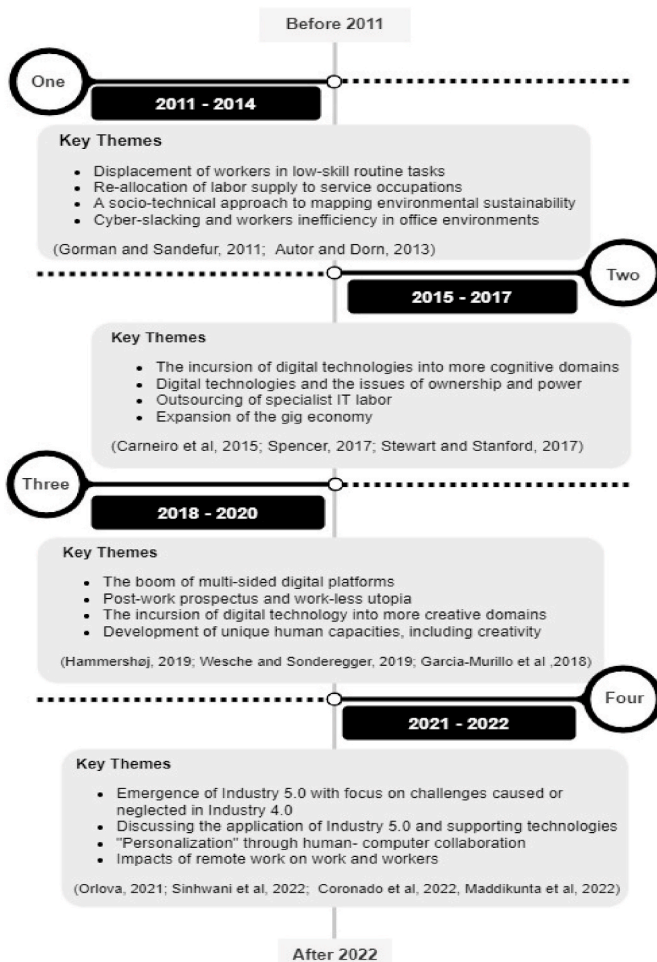 Before 2011
One
2011 - 2014
Key Themes
• Displacement of workers in low-skill routine tasks
• Re-allocation of labor supply to service occupations
• A socio-technical approach to mapping environmental sustainability
• Cyber-slacking and workers inefficiency in office environments
(Gorman and Sandefur, 2011; Autor and Dorn, 2013)
Two
2015 - 2017
Key Themes
• The incursion of digital technologies into more cognitive domains
• Digital technologies and the issues of ownership and power
• Outsourcing of specialist IT labor
• Expansion of the gig economy
(Carneiro et al, 2015; Spencer, 2017; Stewart and Stanford, 2017)
Three
2018 - 2020
Key Themes
• The boom of multi-sided digital platforms
• Post-work prospectus and work-less utopia
• The incursion of digital technology into more creative domains
• Development of unique human capacities, including creativity
(Hammershøj, 2019; Wesche and Sonderegger, 2019; Garcia-Murillo et al ,2018)
Four
2021 - 2022
Key Themes
• Emergence of Industry 5.0 with focus on challenges caused or
neglected in Industry 4.0
• Discussing the application of Industry 5.0 and supporting technologies
• "Personalization" through human- computer collaboration
• Impacts of remote work on work and workers
(Orlova, 2021; Sinhwani et al, 2022; Coronado et al, 2022, Maddikunta et al, 2022)
After 2022